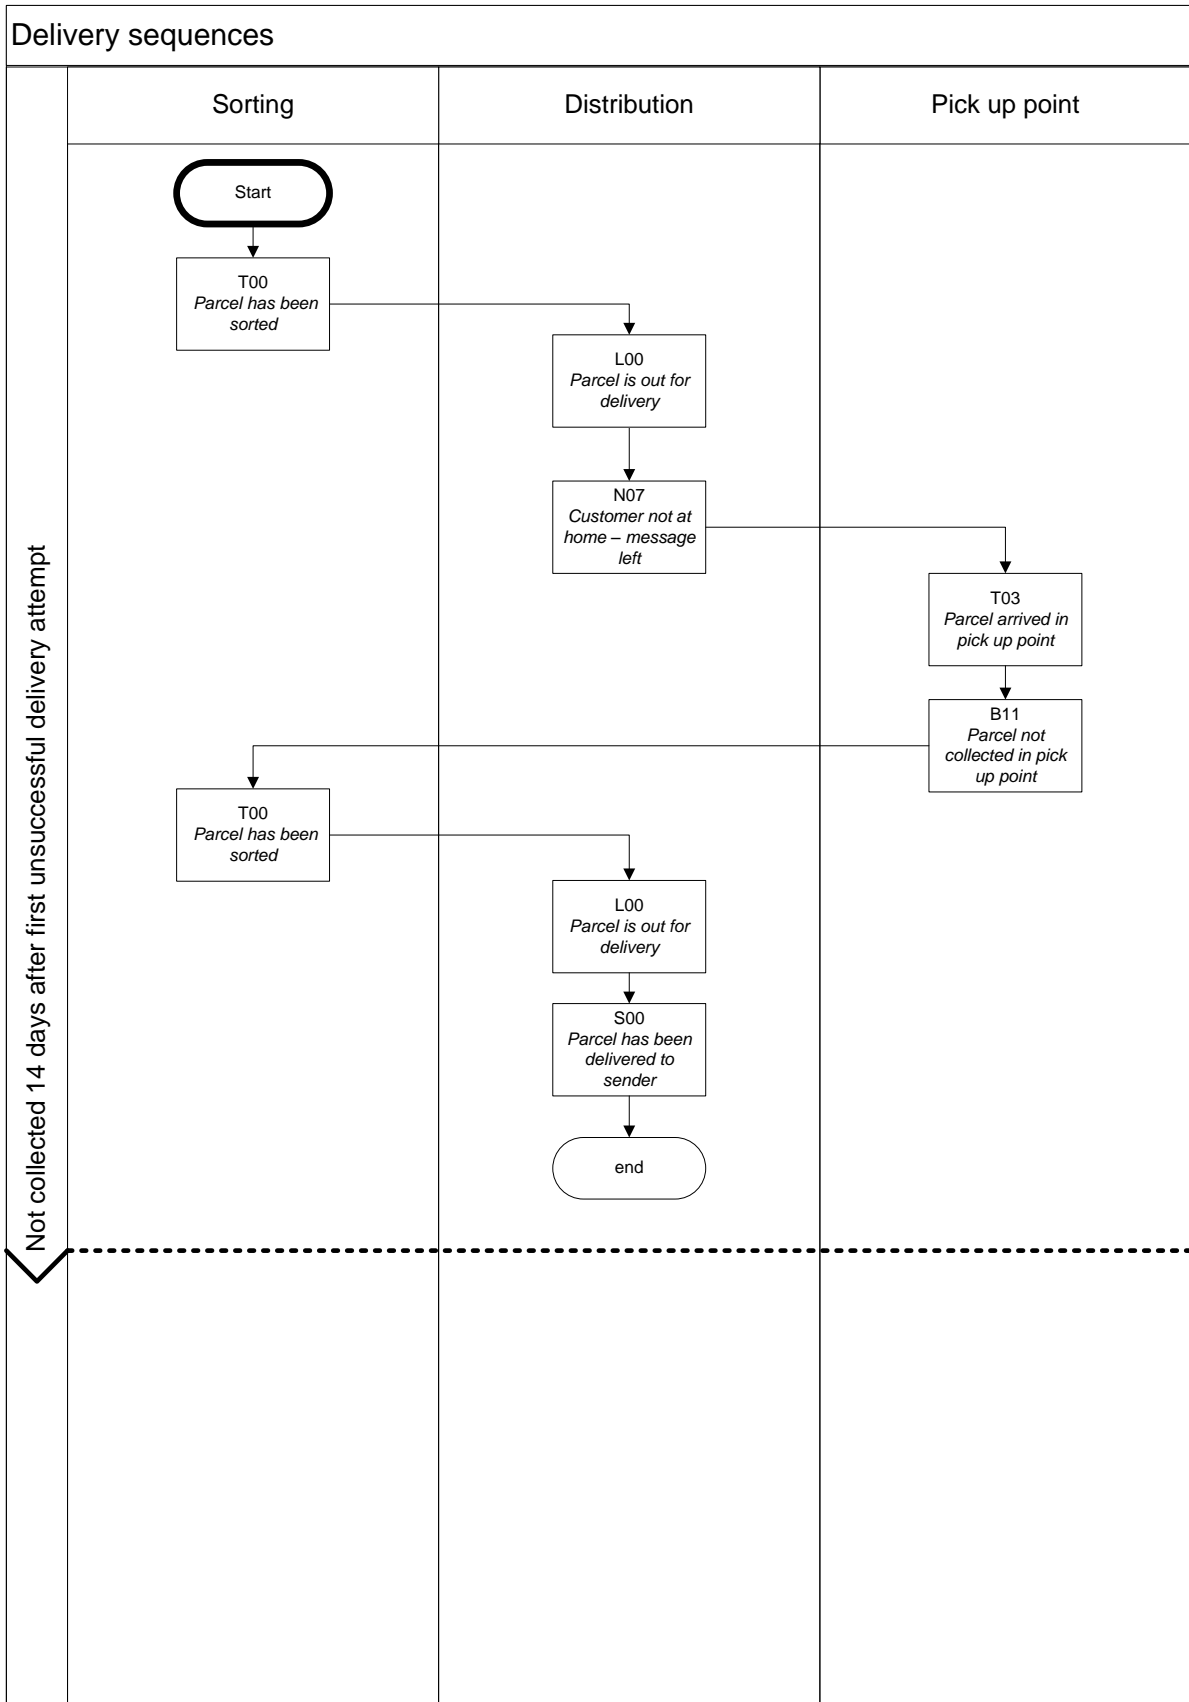 Delivery sequences
Sorting
Distribution
Pick up point
Not collected 14 days after first unsuccessful delivery attempt
Start
T00
Parcel has been
sorted
L00
Parcel is out for
delivery
N07
Customer not at
home – message
left
T03
Parcel arrived in
pick up point
B11
Parcel not
collected in pick
up point
T00
Parcel has been
sorted
L00
Parcel is out for
delivery
S00
Parcel has been
delivered to
sender
end